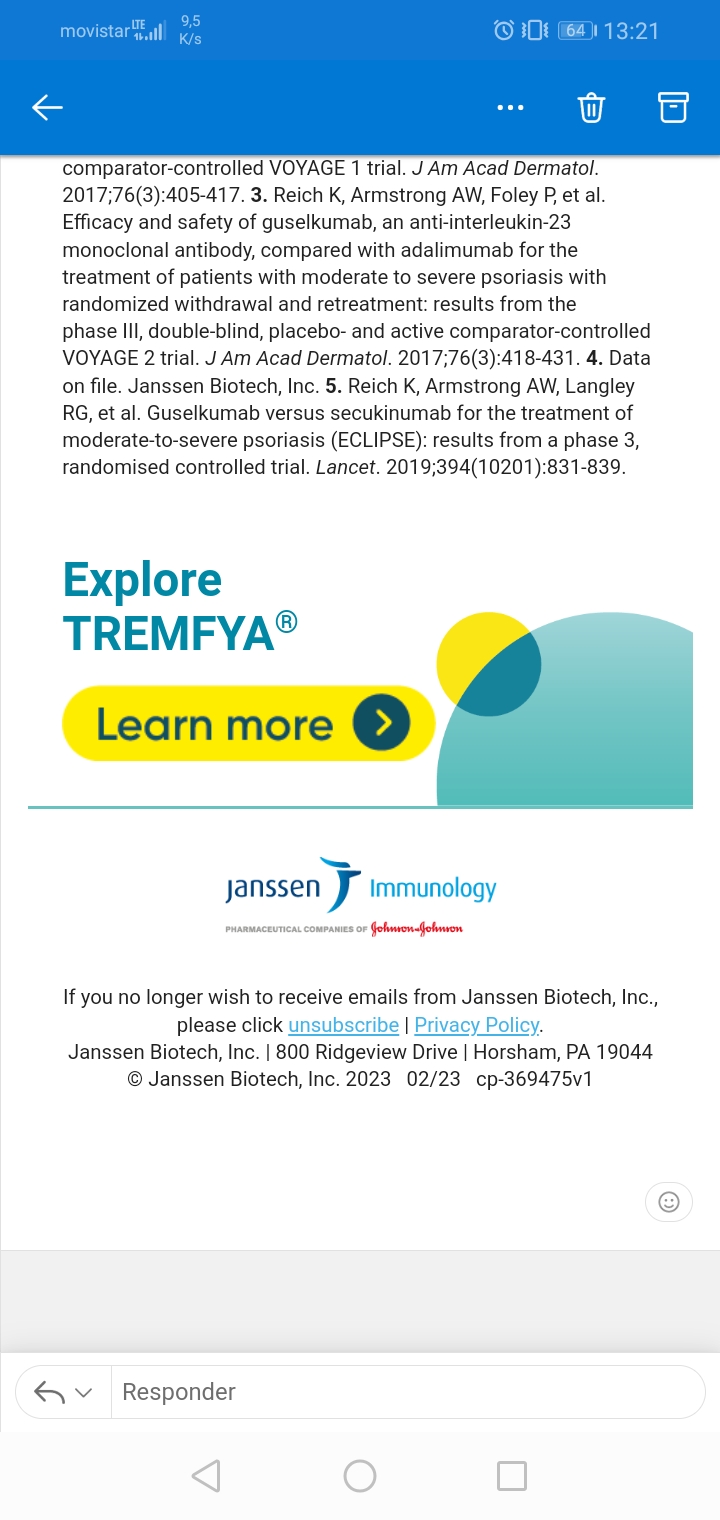 movistar LTE 9,5 K/s 64 13:21
comparator-controlled VOYAGE 1 trial. J Am Acad Dermatol.
2017;76(3):405-417. 3. Reich K, Armstrong AW, Foley P, et al.
Efficacy and safety of guselkumab, an anti-interleukin-23
monoclonal antibody, compared with adalimumab for the
treatment of patients with moderate to severe psoriasis with
randomized withdrawal and retreatment: results from the
phase III, double-blind, placebo- and active comparator-controlled
VOYAGE 2 trial. J Am Acad Dermatol. 2017;76(3):418-431. 4. Data
on file. Janssen Biotech, Inc. 5. Reich K, Armstrong AW, Langley
RG, et al. Guselkumab versus secukinumab for the treatment of
moderate-to-severe psoriasis (ECLIPSE): results from a phase 3,
randomised controlled trial. Lancet. 2019;394(10201):831-839.
Explore
TREMFYA®
Learn more
janssen Immunology
PHARMACEUTICAL COMPANIES OF Johnson & Johnson
If you no longer wish to receive emails from Janssen Biotech, Inc.,
please click unsubscribe | Privacy Policy.
Janssen Biotech, Inc. | 800 Ridgeview Drive | Horsham, PA 19044
© Janssen Biotech, Inc. 2023 02/23 cp-369475v1
Responder